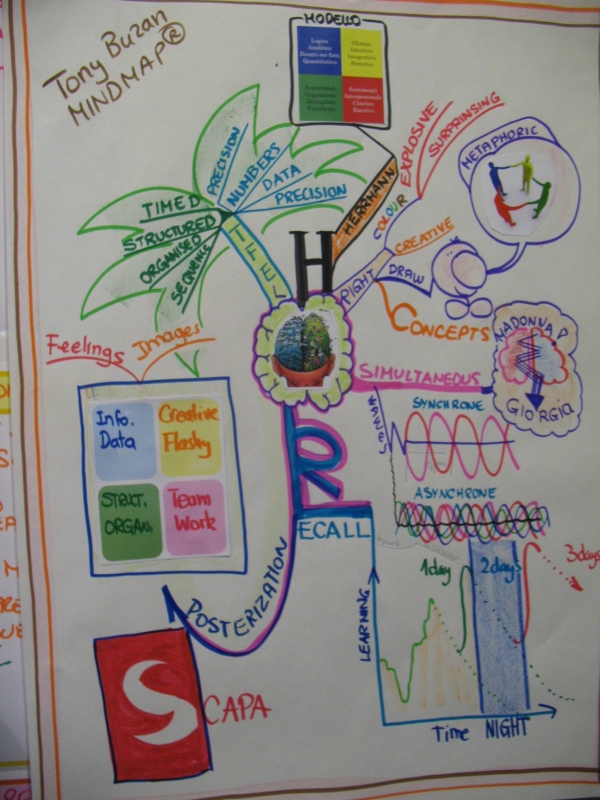 MODELLO
Logico
Analitico
Basato sui fatti
Quantitativo
Olistico
Intuitivo
Integrativo
Sintetico
Sequenziale
Organizzato
Dettagliato
Pianificato
Sentimenti
Interpersonale
Cinetico
Emotivo
Tony Buzan
MINDMAP®
HERRMANN
H
LEFT
TIMED
STRUCTURED
ORGANISED
SEQUENCE
PRECISION
NUMBERS
DATA
PRECISION
RIGHT
COLOUR
EXPLOSIVE
SURPRINSING
CREATIVE
DRAW
METAPHORIC
CONCEPTS
SIMULTANEOUS
MADONNA P.
GIORGIO
SYNCHRONE
ASYNCHRONE
Feelings
Images
Info.
Data
Creative
Flashy
STRUCT.
ORGAN.
Team
Work
R
ECALL
POSTERIZATION
SCAPA
LEARNING
1day
2days
3days
Time
NIGHT